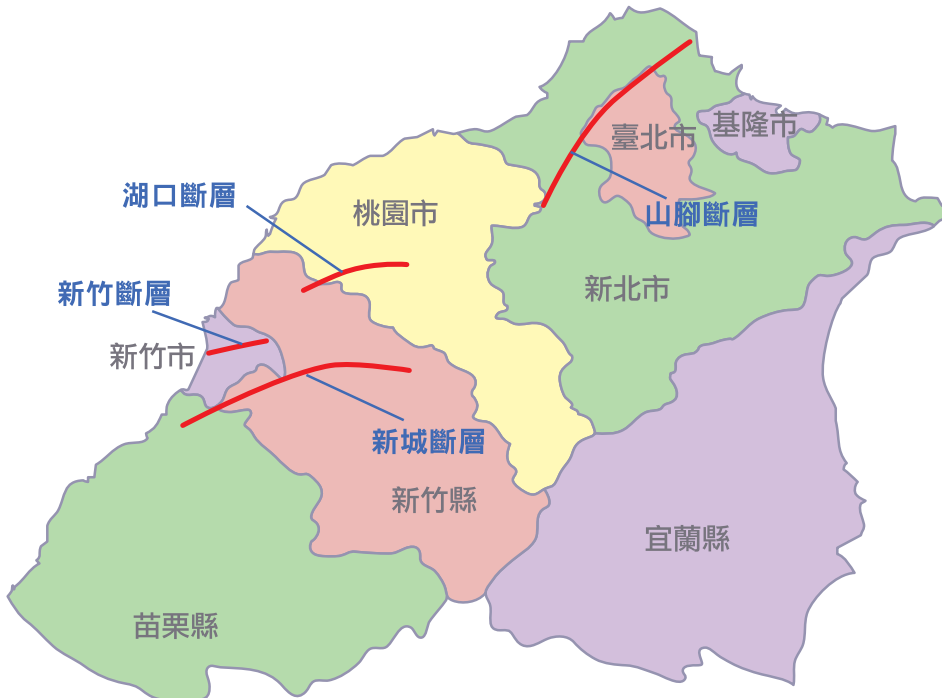 基隆市
臺北市
湖口斷層
桃園市
山腳斷層
新竹斷層
新北市
新竹市
新城斷層
新竹縣
宜蘭縣
苗栗縣